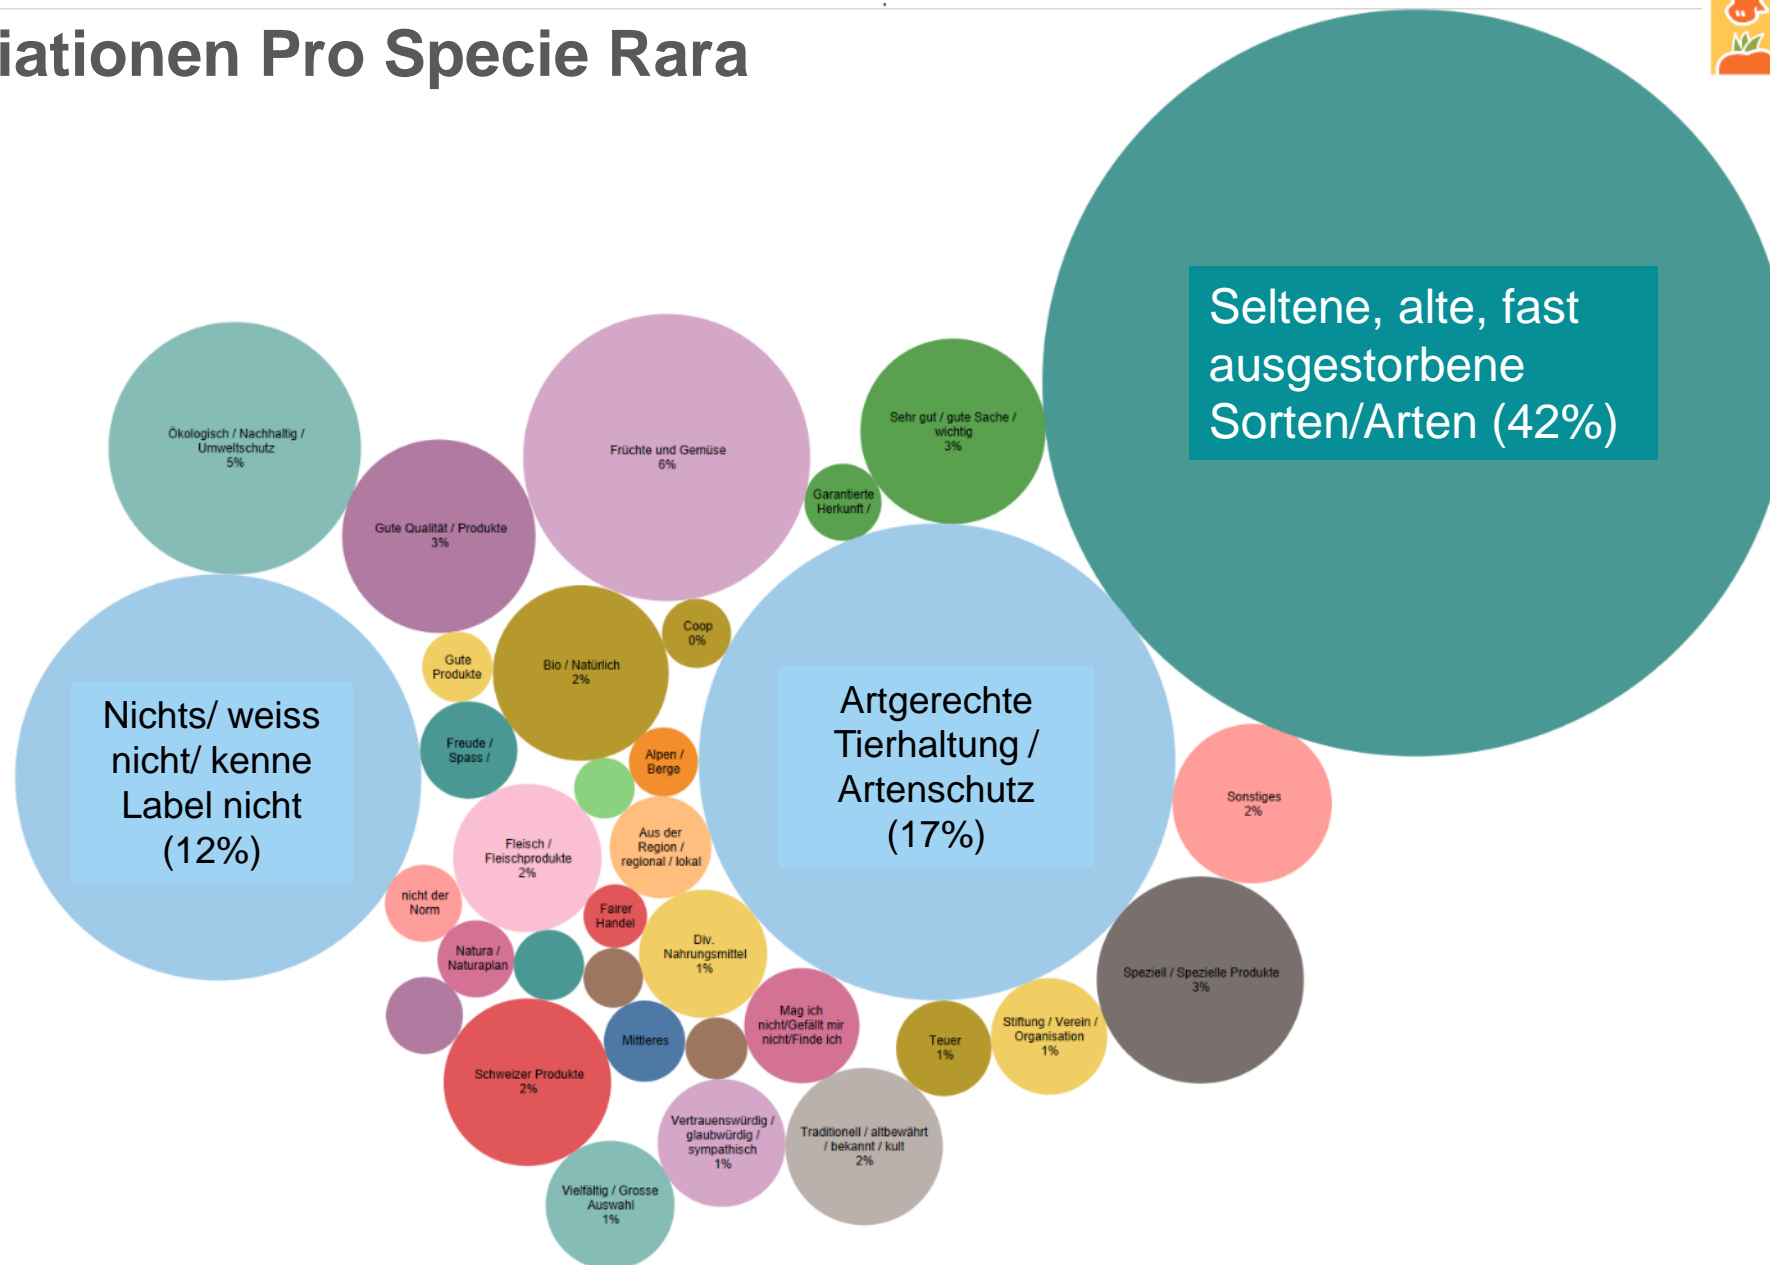 iationen Pro Specie Rara
Seltene, alte, fast
ausgestorbene
Sorten/Arten (42%)
Ökologisch / Nachhaltig /
Umweltschutz
5%
Gute Qualität / Produkte
3%
Früchte und Gemüse
6%
Sehr gut / gute Sache /
wichtig
3%
Garantierte
Herkunft /
Coop
0%
Gute
Produkte
Bio / Natürlich
2%
Nichts/ weiss
nicht/ kenne
Label nicht
(12%)
Artgerechte
Tierhaltung /
Artenschutz
(17%)
Freude /
Spass /
Alpen /
Berge
Sonstiges
2%
Fleisch /
Fleischprodukte
2%
Aus der
Region /
regional / lokal
nicht der
Norm
Fairer
Handel
Natura /
Naturaplan
Div.
Nahrungsmittel
1%
Speziell / Spezielle Produkte
3%
Mag ich
nicht/Gefällt mir
nicht/Finde ich
Mittleres
Teuer
1%
Stiftung / Verein /
Organisation
1%
Schweizer Produkte
2%
Vertrauenswürdig /
glaubwürdig /
sympathisch
1%
Traditionell / altbewährt
/ bekannt / kult
2%
Vielfältig / Grosse
Auswahl
1%